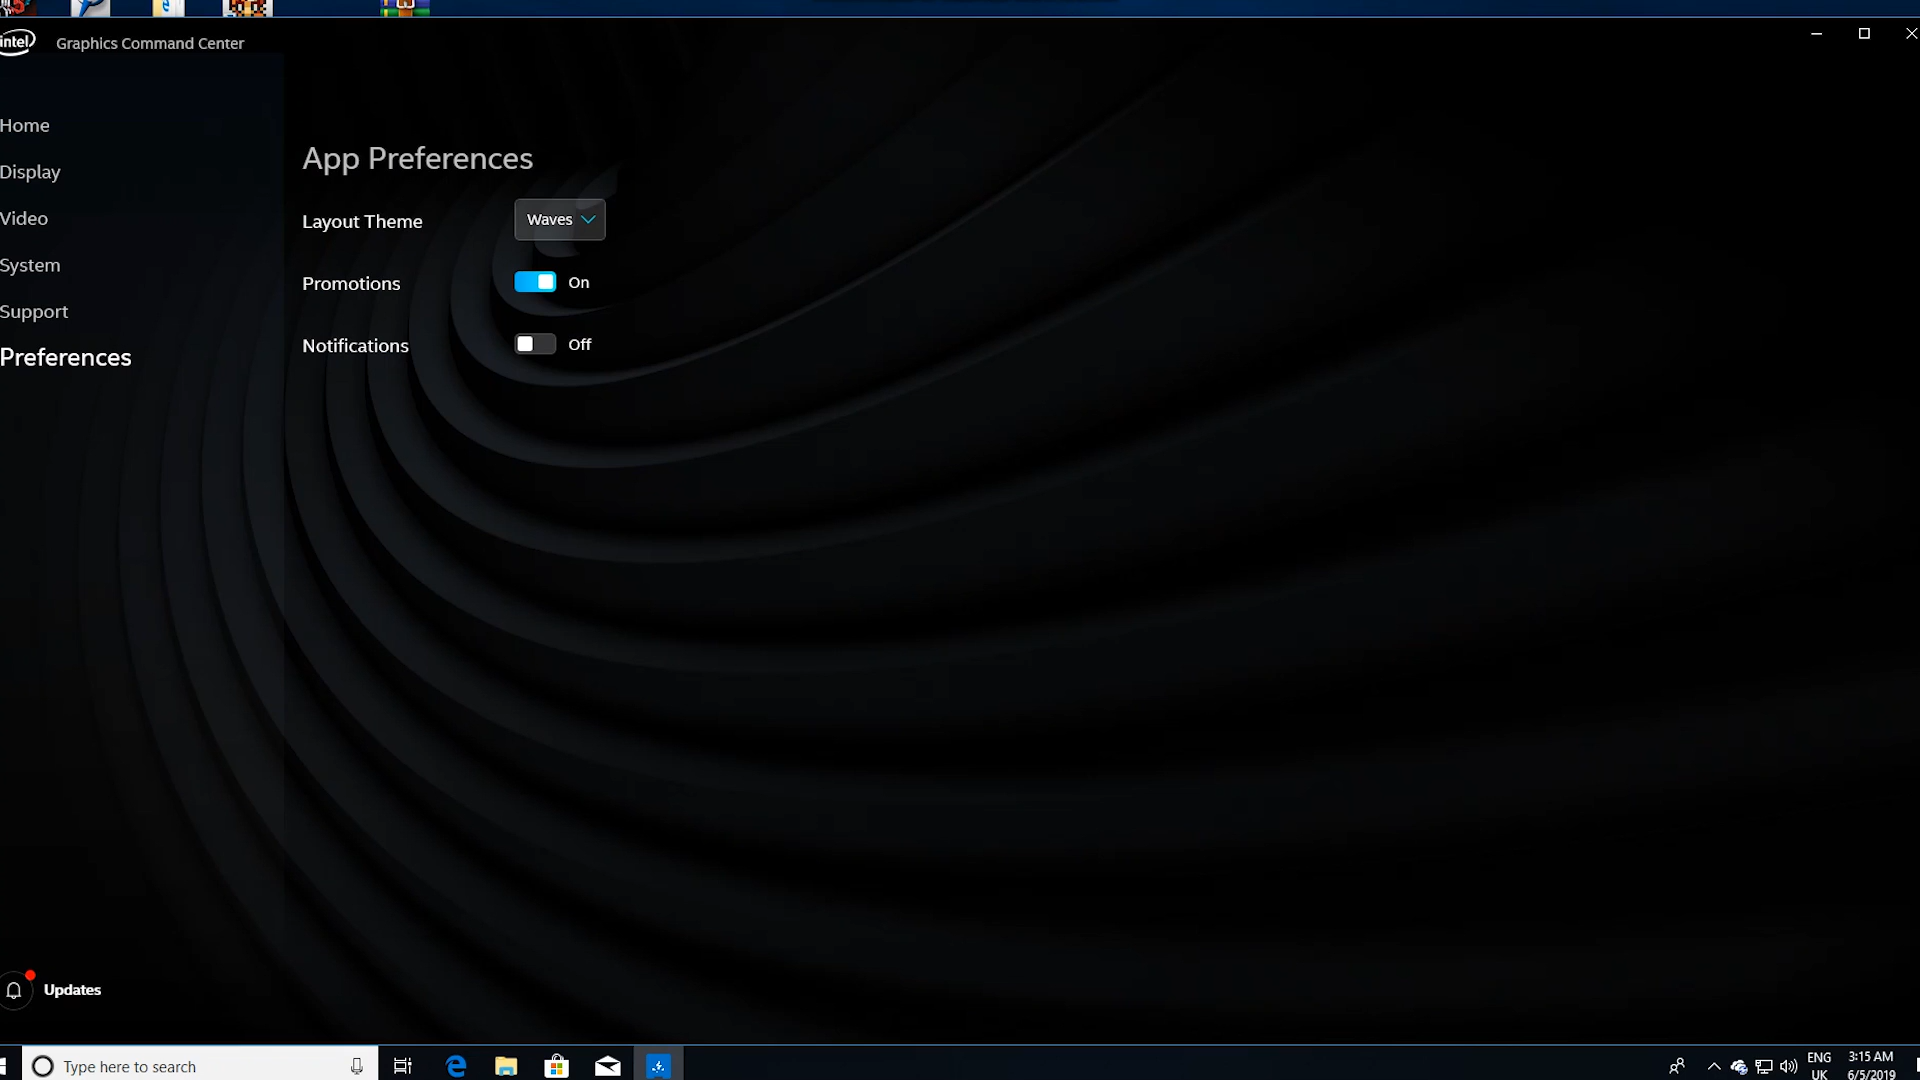 intel
Graphics Command Center
Home
Display
Video
System
Support
Preferences
App Preferences
Layout Theme
Waves
Promotions
On
Notifications
Off
Updates
Type here to search
ENG
UK
3:15 AM
6/5/2019